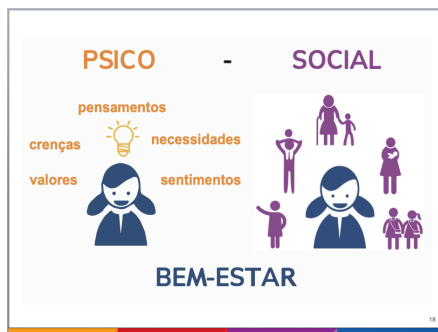 PSICO - SOCIAL
pensamentos
crenças
necessidades
valores
sentimentos
BEM-ESTAR
18